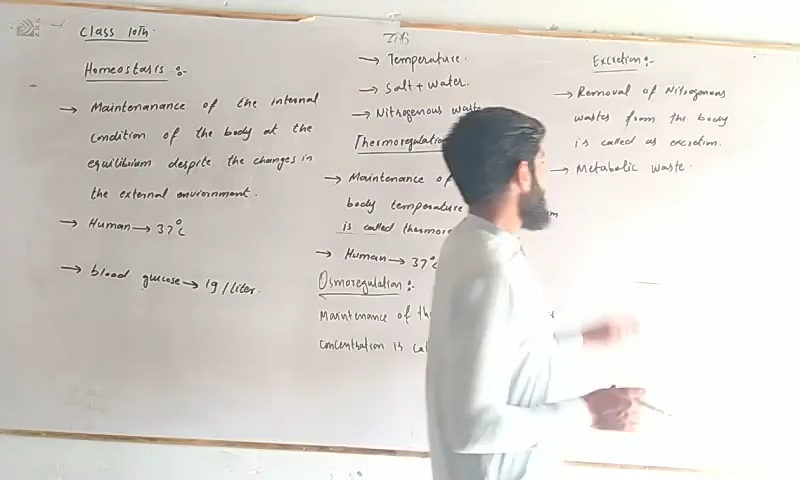 Class 10th.
Homeostasis :-
→ Maintenanance of the internal
condition of the body at the
equilibrium despite the changes in
the external enviornment.
→ Human → 37°c
→ blood glucose → 1g/liter.
→ Temperature.
→ Salt + water.
→ Nitrogenous waste
Thermoregulation
→ Maintenance of
body temperature
is called thermore
→ Human → 37°c
Osmoregulation :-
Maintenance of the
concentration is cal
Excretion :-
→ Removal of Nitrogenous
wastes from the body
is called as excretion.
→ Metabolic waste.